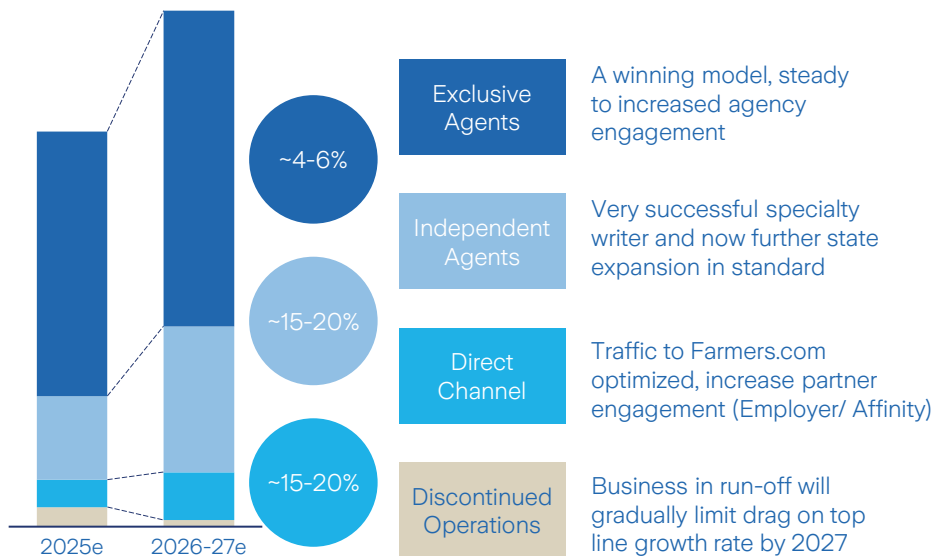 ~4-6%
Exclusive
Agents
A winning model, steady
to increased agency
engagement
~15-20%
Independent
Agents
Very successful specialty
writer and now further state
expansion in standard
~15-20%
Direct
Channel
Traffic to Farmers.com
optimized, increase partner
engagement (Employer/ Affinity)
Discontinued
Operations
Business in run-off will
gradually limit drag on top
line growth rate by 2027
2025e
2026-27e